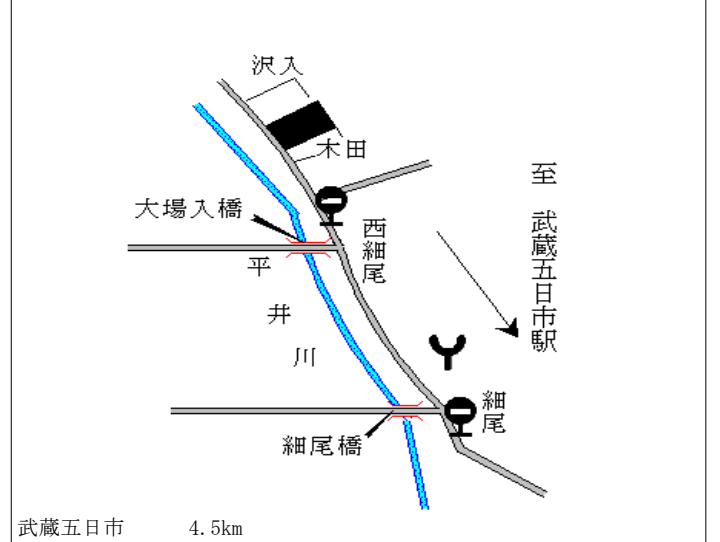 沢入
木田
大場入橋
西細尾
至　武蔵五日市駅
平井川
細尾
細尾橋
武蔵五日市　　4.5km